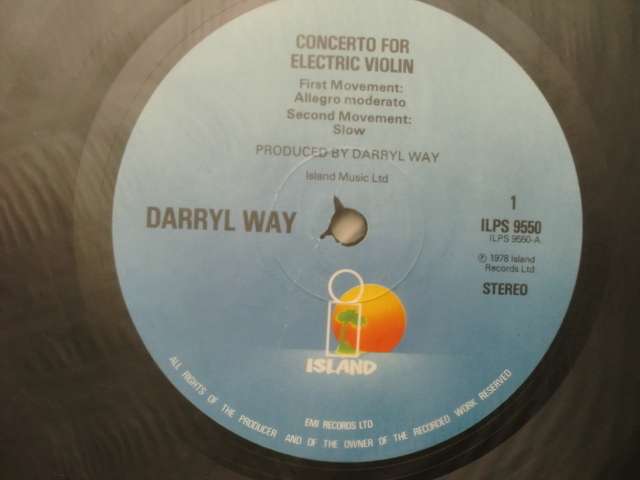 CONCERTO FOR
ELECTRIC VIOLIN
First Movement:
Allegro moderato
Second Movement:
Slow
PRODUCED BY DARRYL WAY
Island Music Ltd
DARRYL WAY
1
ILPS 9550
ILPS 9550-A
℗ 1978 Island
Records Ltd
STEREO
ISLAND
EMI RECORDS LTD
ALL RIGHTS OF THE PRODUCER AND OF THE OWNER OF THE RECORDED WORK RESERVED